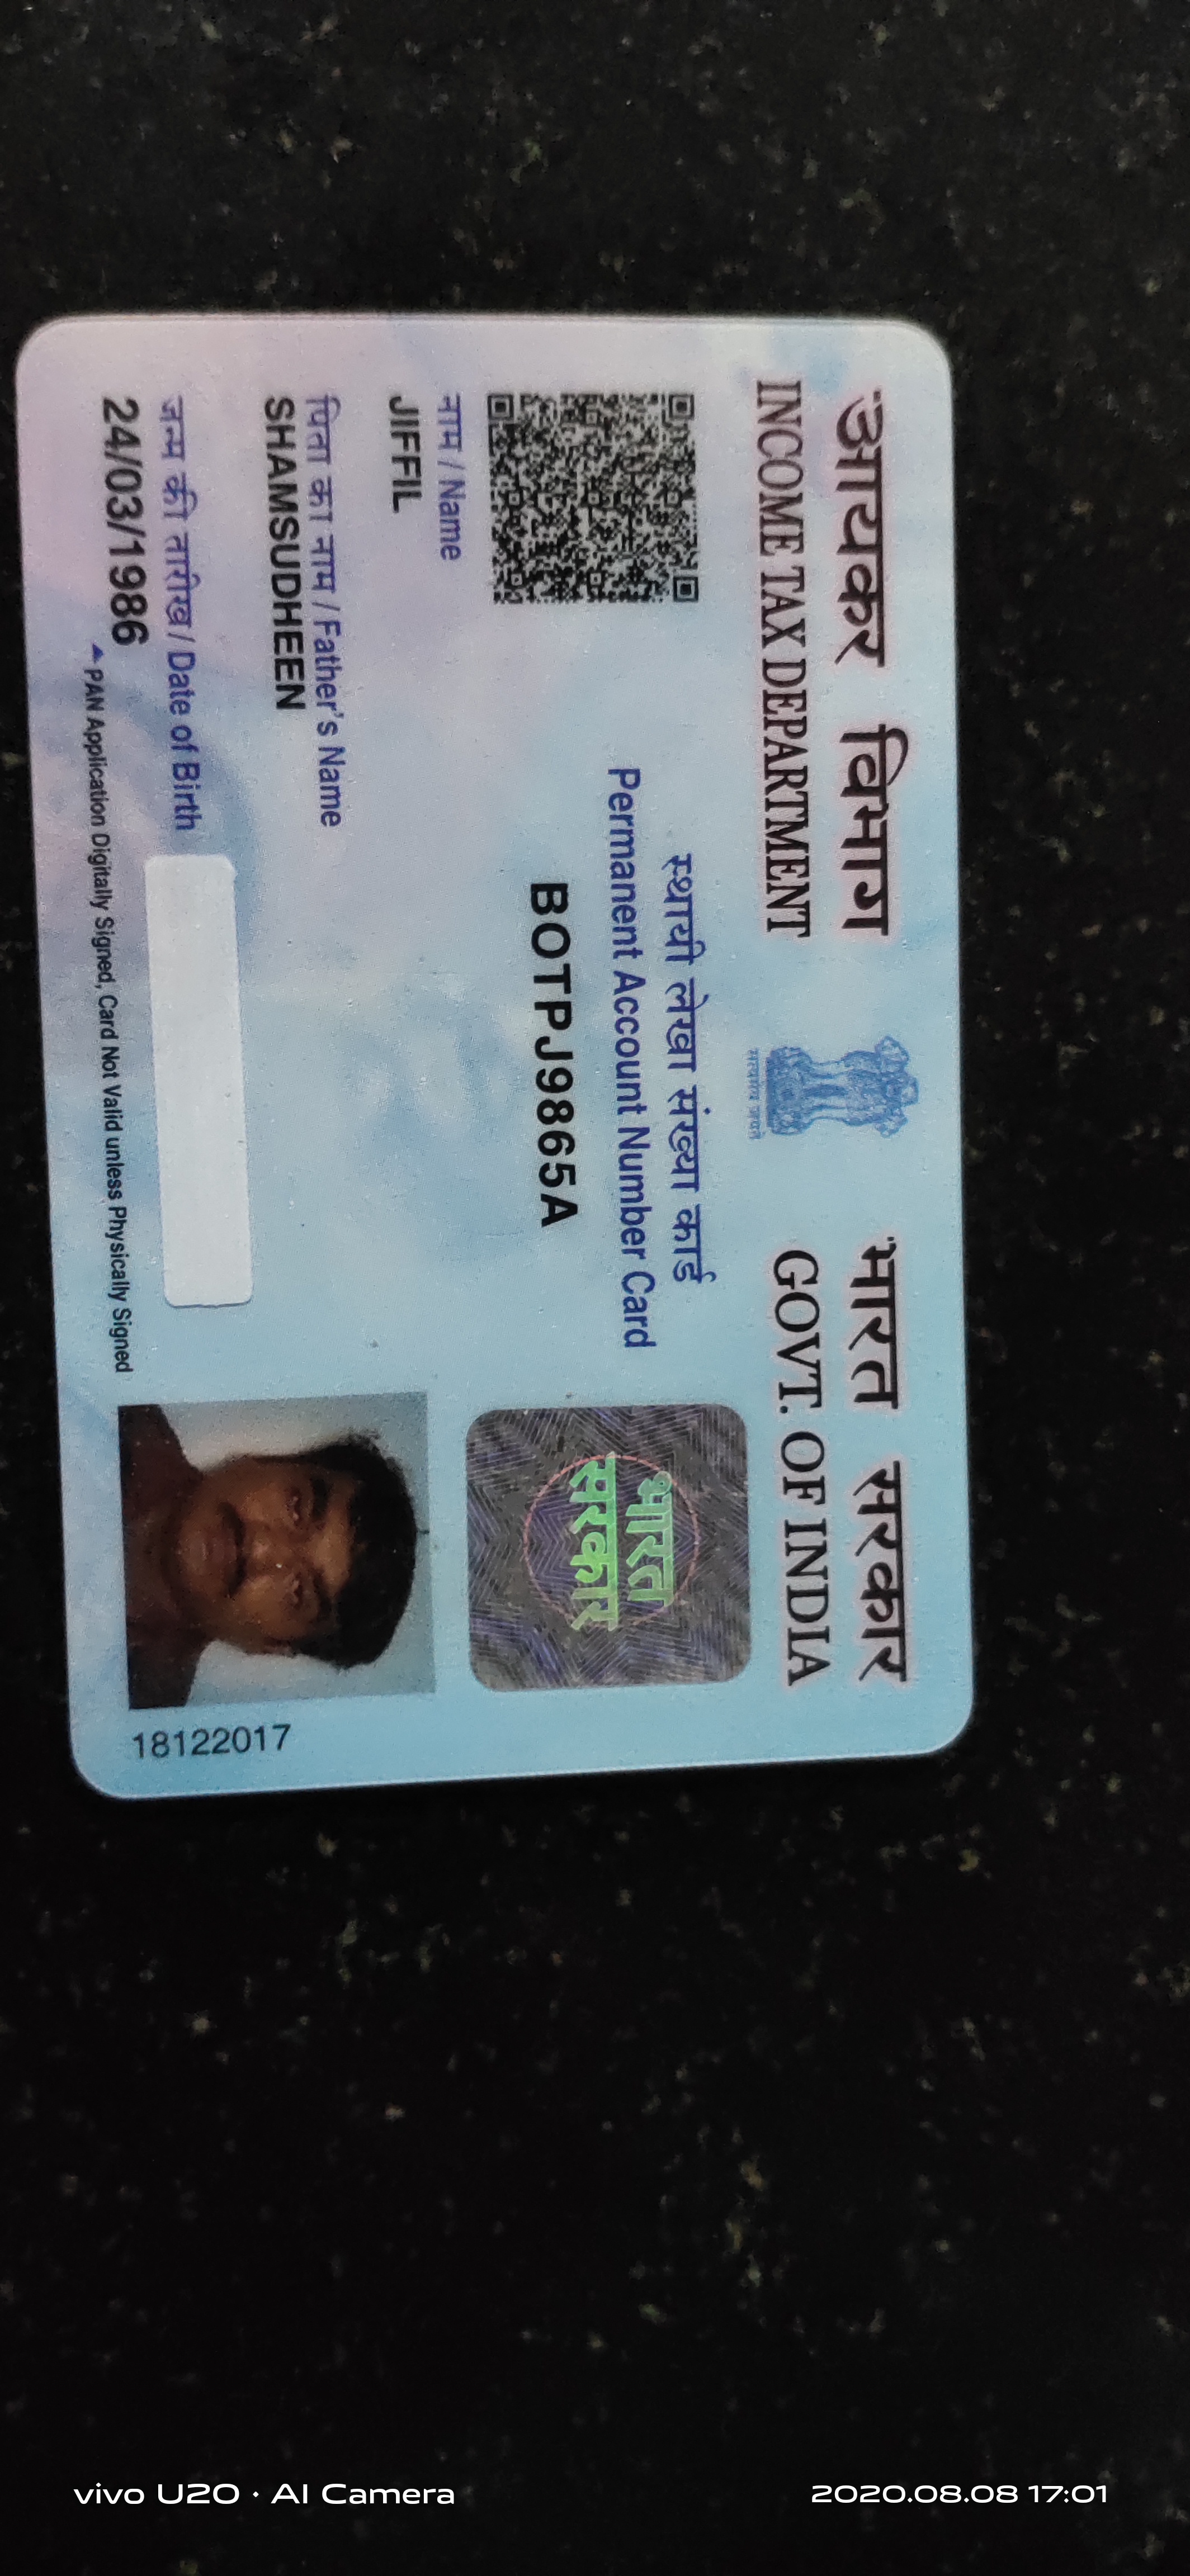 आयकर विभाग
INCOME TAX DEPARTMENT
सत्यमेव जयते
भारत सरकार
GOVT. OF INDIA
स्थायी लेखा संख्या कार्ड
Permanent Account Number Card
BOTPJ9865A
भारत
सरकार
नाम / Name
JIFFIL
पिता का नाम / Father's Name
SHAMSUDHEEN
जन्म की तारीख / Date of Birth
24/03/1986
PAN Application Digitally Signed, Card Not Valid unless Physically Signed
18122017
vivo U20 · AI Camera
2020.08.08 17:01